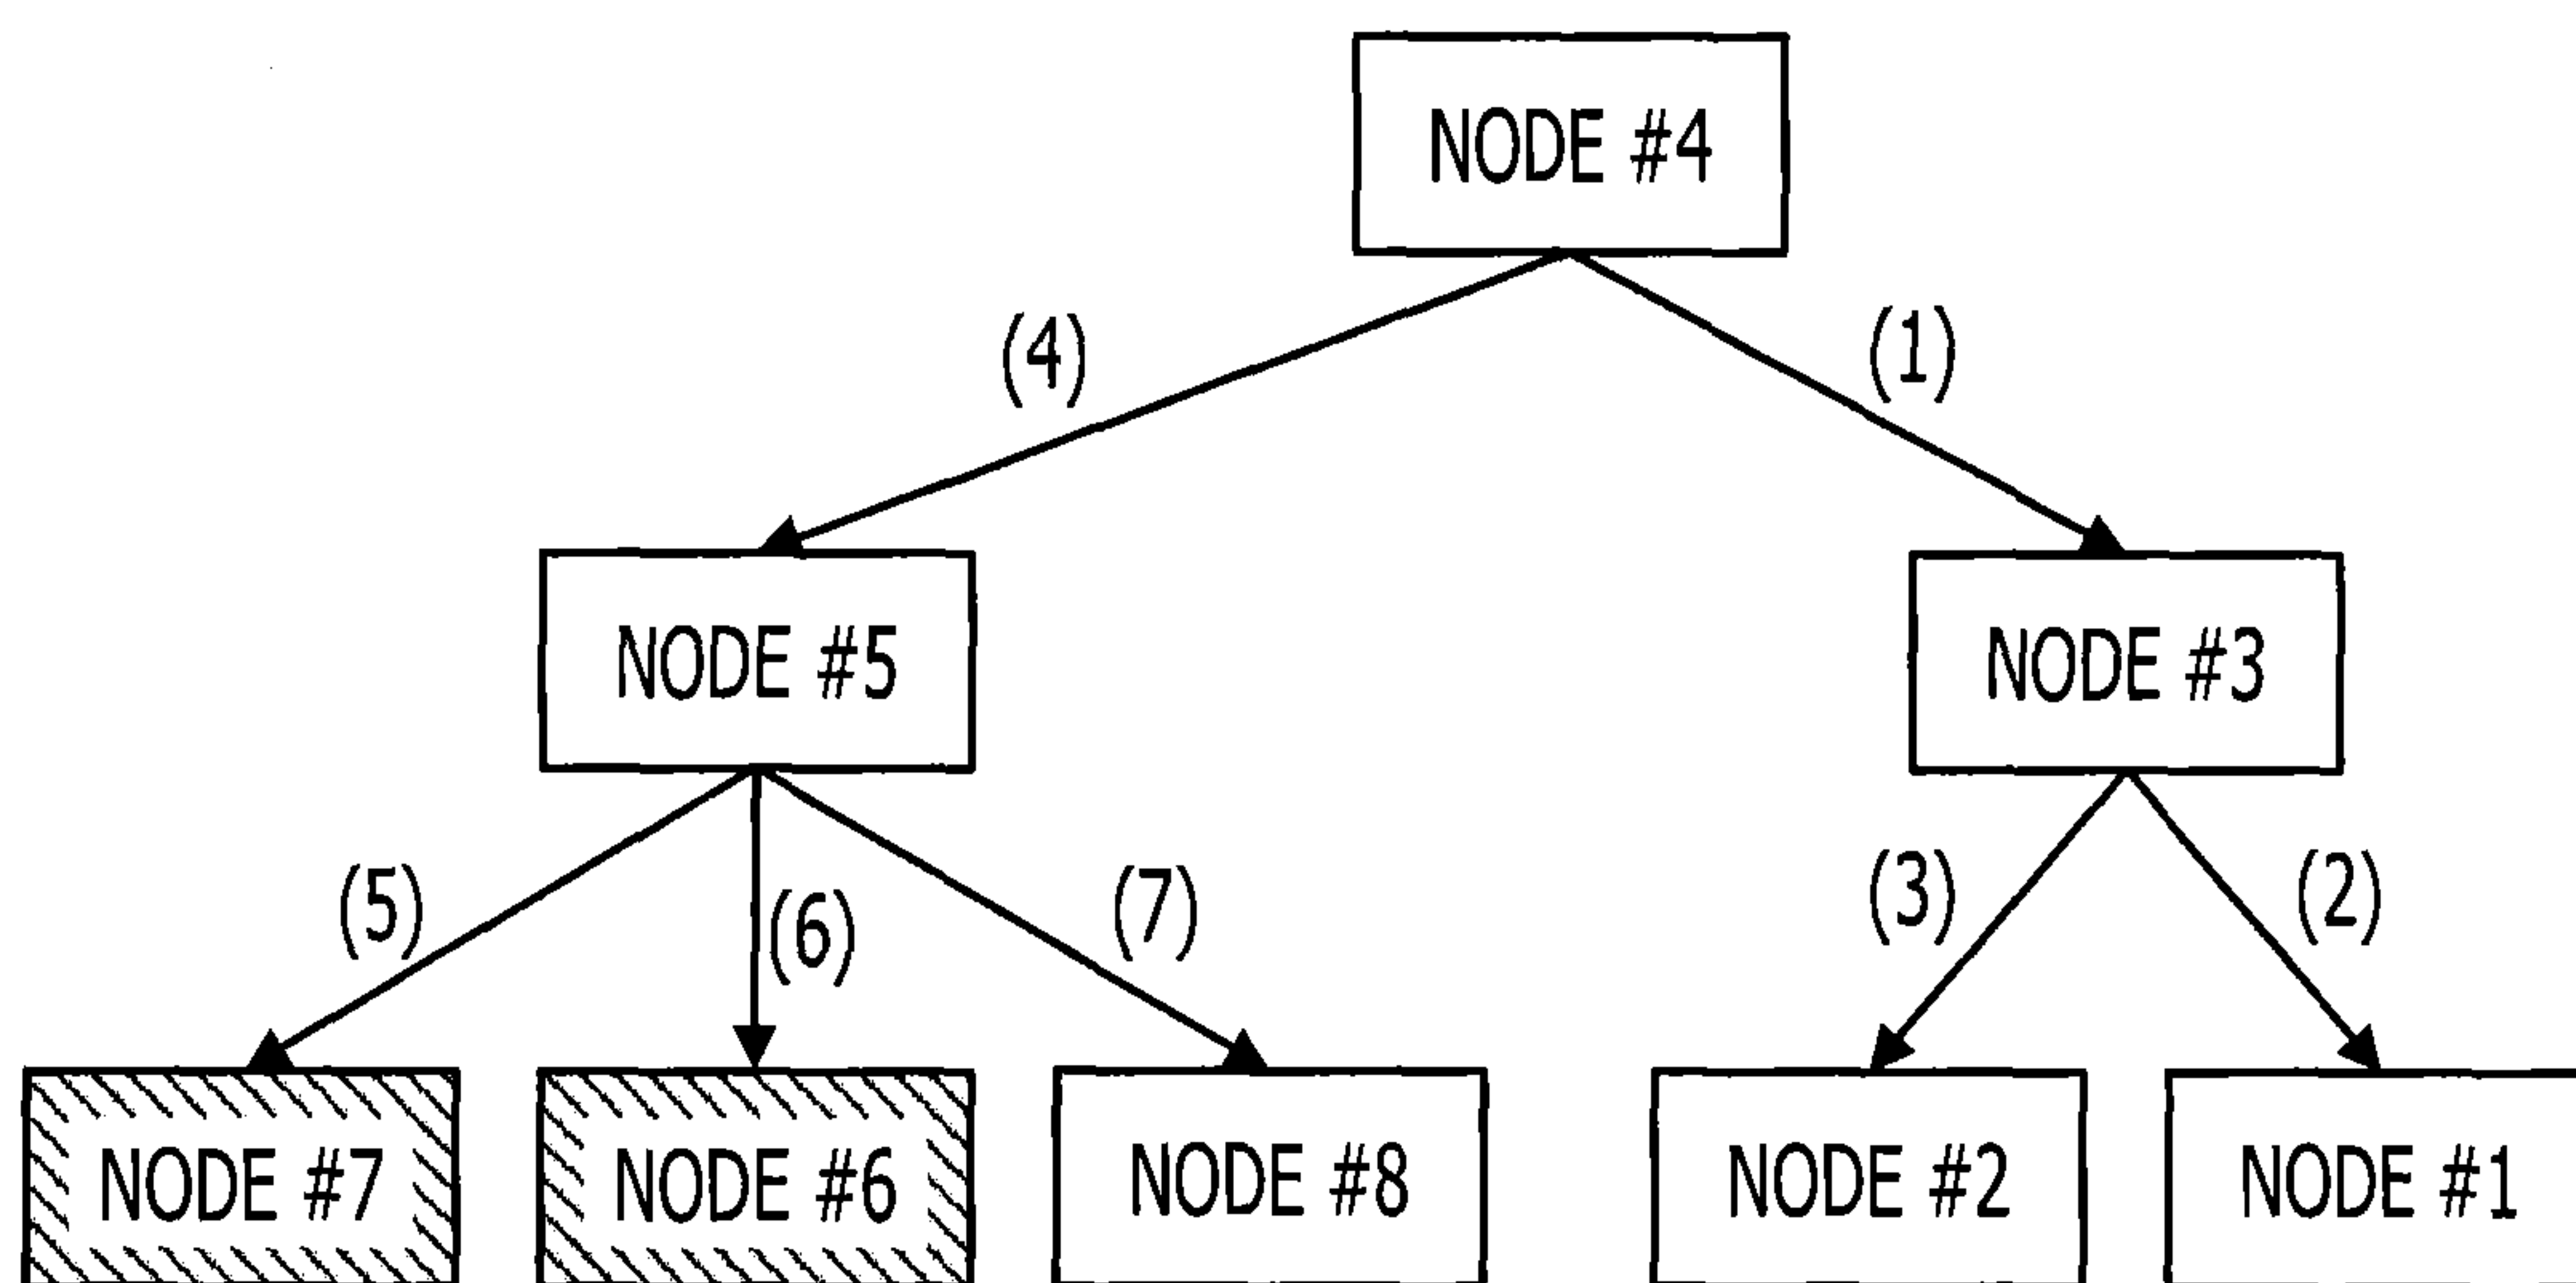 NODE #4
(4) (1)
NODE #5 NODE #3
(5) (6) (7) (3) (2)
NODE #7 NODE #6 NODE #8 NODE #2 NODE #1